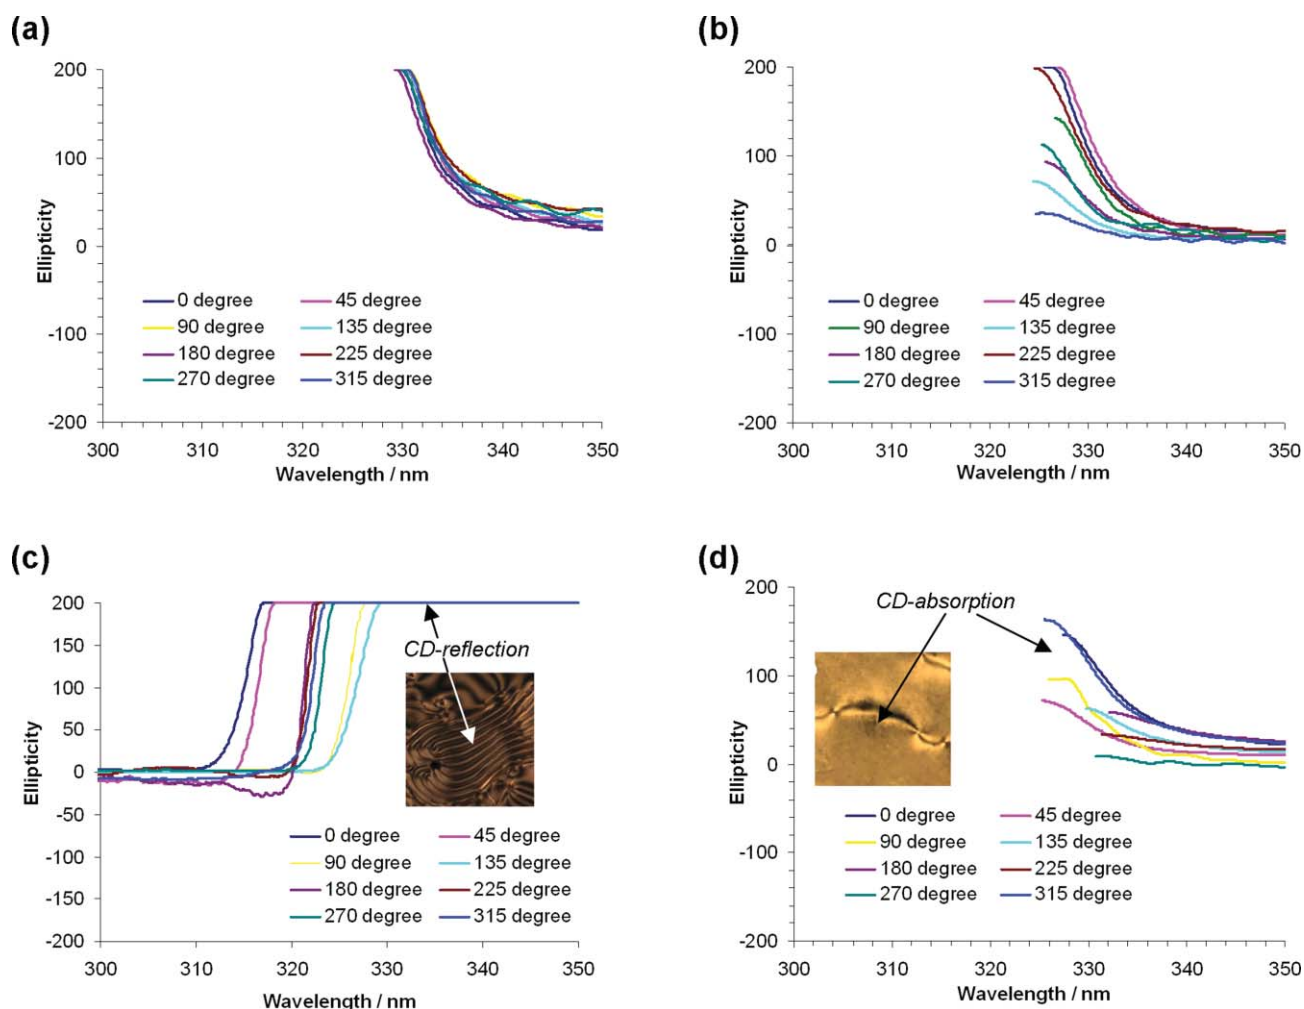 (a)
200
100
0
-100
-200
Ellipticity
0 degree
45 degree
90 degree
135 degree
180 degree
225 degree
270 degree
315 degree
300
310
320
330
340
350
Wavelength / nm
(b)
200
100
0
-100
-200
Ellipticity
0 degree
45 degree
90 degree
135 degree
180 degree
225 degree
270 degree
315 degree
300
310
320
330
340
350
Wavelength / nm
(c)
200
150
100
50
0
-50
-100
-150
-200
Ellipticity
CD-reflection
0 degree
45 degree
90 degree
135 degree
180 degree
225 degree
270 degree
315 degree
300
310
320
330
340
350
Wavelength / nm
(d)
200
100
0
-100
-200
Ellipticity
CD-absorption
0 degree
45 degree
90 degree
135 degree
180 degree
225 degree
270 degree
315 degree
300
310
320
330
340
350
Wavelength / nm